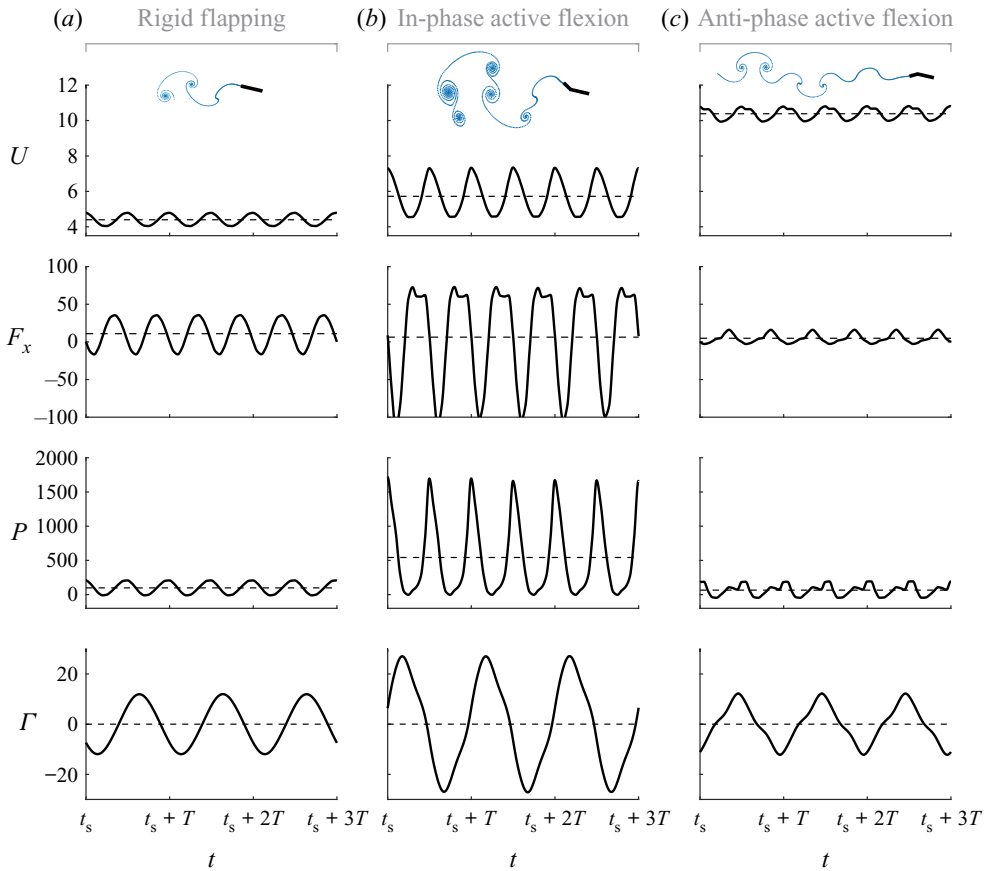 (a) Rigid flapping
(b) In-phase active flexion
(c) Anti-phase active flexion
12
10
8
6
4
U
100
50
0
−50
−100
F_x
2000
1500
1000
500
0
P
20
0
−20
Γ
t_s t_s + T t_s + 2T t_s + 3T
t_s + T t_s + 2T t_s + 3T
t_s t_s + T t_s + 2T t_s + 3T
t t t